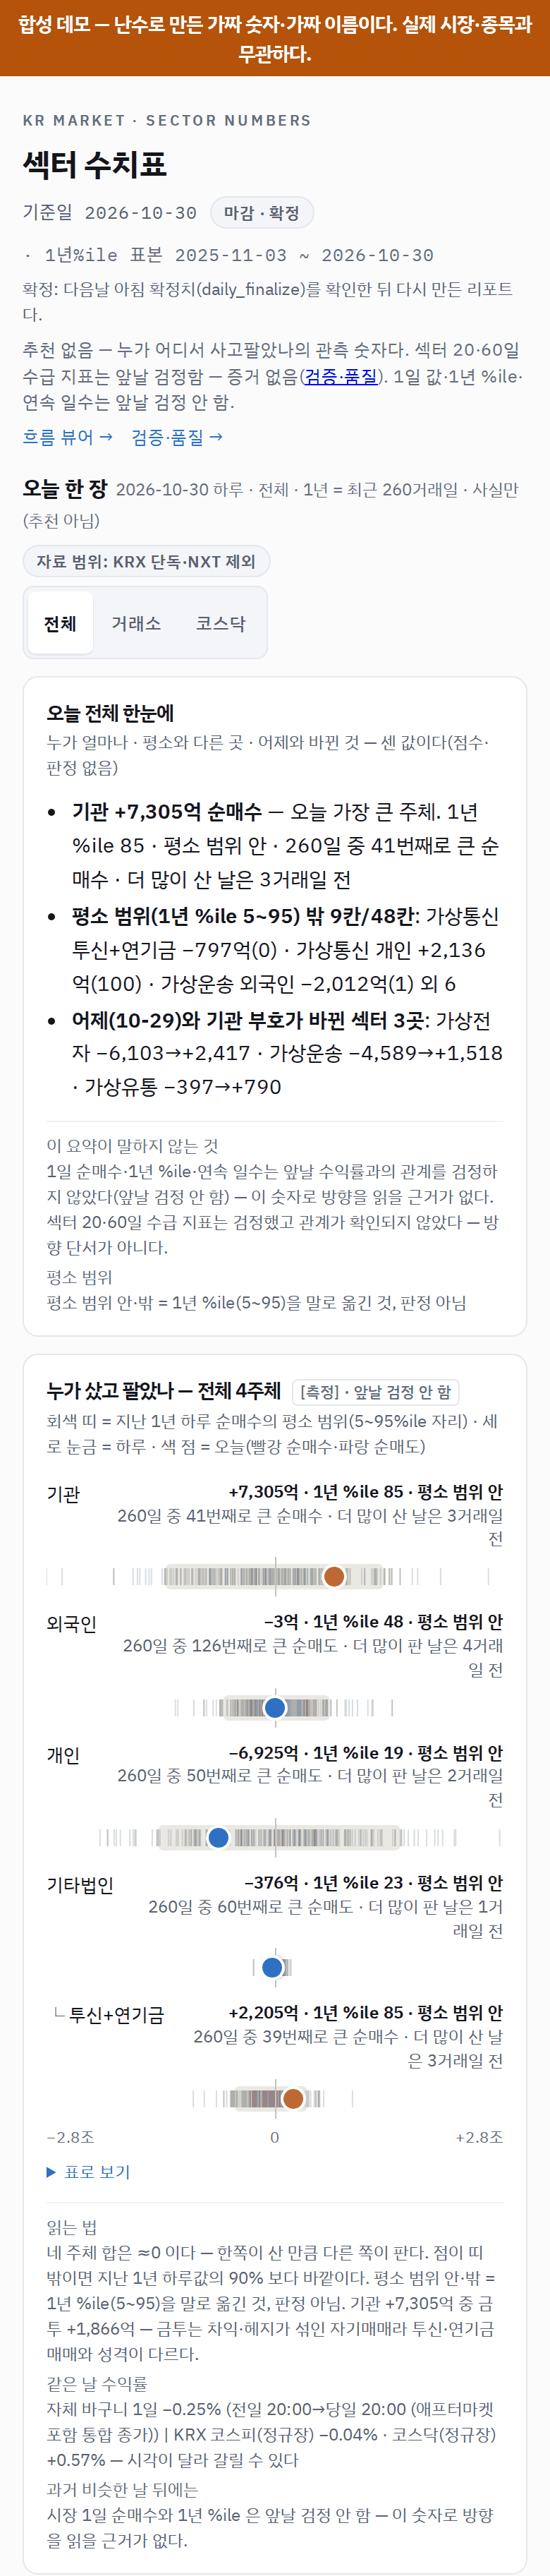 합성 데모 — 난수로 만든 가짜 숫자·가짜 이름이다. 실제 시장·종목과
무관하다.
KR MARKET · SECTOR NUMBERS
섹터 수치표
기준일 2026-10-30 마감 · 확정
· 1년%ile 표본 2025-11-03 ~ 2026-10-30
확정: 다음날 아침 확정치(daily_finalize)를 확인한 뒤 다시 만든 리포트
다.
추천 없음 — 누가 어디서 사고팔았나의 관측 숫자다. 섹터 20·60일
수급 지표는 앞날 검정함 — 증거 없음(검증·품질). 1일 값·1년 %ile·
연속 일수는 앞날 검정 안 함.
흐름 뷰어 → 검증·품질 →
오늘 한 장 2026-10-30 하루 · 전체 · 1년 = 최근 260거래일 · 사실만
(추천 아님)
자료 범위: KRX 단독·NXT 제외
전체 거래소 코스닥
오늘 전체 한눈에
누가 얼마나 · 평소와 다른 곳 · 어제와 바뀐 것 — 센 값이다(점수·
판정 없음)
• 기관 +7,305억 순매수 — 오늘 가장 큰 주체. 1년
%ile 85 · 평소 범위 안 · 260일 중 41번째로 큰 순
매수 · 더 많이 산 날은 3거래일 전
• 평소 범위(1년 %ile 5~95) 밖 9칸/48칸: 가상통신
투신+연기금 −797억(0) · 가상통신 개인 +2,136
억(100) · 가상운송 외국인 −2,012억(1) 외 6
• 어제(10-29)와 기관 부호가 바뀐 섹터 3곳: 가상전
자 −6,103→+2,417 · 가상운송 −4,589→+1,518
· 가상유통 −397→+790
이 요약이 말하지 않는 것
1일 순매수·1년 %ile·연속 일수는 앞날 수익률과의 관계를 검정하
지 않았다(앞날 검정 안 함) — 이 숫자로 방향을 읽을 근거가 없다.
섹터 20·60일 수급 지표는 검정했고 관계가 확인되지 않았다 — 방
향 단서가 아니다.
평소 범위
평소 범위 안·밖 = 1년 %ile(5~95)을 말로 옮긴 것, 판정 아님
누가 샀고 팔았나 — 전체 4주체 [측정] · 앞날 검정 안 함
회색 띠 = 지난 1년 하루 순매수의 평소 범위(5~95%ile 자리) · 세
로 눈금 = 하루 · 색 점 = 오늘(빨강 순매수·파랑 순매도)
기관 +7,305억 · 1년 %ile 85 · 평소 범위 안
260일 중 41번째로 큰 순매수 · 더 많이 산 날은 3거래일
전
외국인 −3억 · 1년 %ile 48 · 평소 범위 안
260일 중 126번째로 큰 순매도 · 더 많이 판 날은 4거래
일 전
개인 −6,925억 · 1년 %ile 19 · 평소 범위 안
260일 중 50번째로 큰 순매도 · 더 많이 판 날은 2거래일
전
기타법인 −376억 · 1년 %ile 23 · 평소 범위 안
260일 중 60번째로 큰 순매도 · 더 많이 판 날은 1거
래일 전
└ 투신+연기금 +2,205억 · 1년 %ile 85 · 평소 범위 안
260일 중 39번째로 큰 순매수 · 더 많이 산 날
은 3거래일 전
−2.8조 0 +2.8조
▶ 표로 보기
읽는 법
네 주체 합은 ≈0 이다 — 한쪽이 산 만큼 다른 쪽이 판다. 점이 띠
밖이면 지난 1년 하루값의 90% 보다 바깥이다. 평소 범위 안·밖 =
1년 %ile(5~95)을 말로 옮긴 것, 판정 아님. 기관 +7,305억 중 금
투 +1,866억 — 금투는 차익·헤지가 섞인 자기매매라 투신·연기금
매매와 성격이 다르다.
같은 날 수익률
자체 바구니 1일 −0.25% (전일 20:00→당일 20:00 (애프터마켓
포함 통합 종가)) | KRX 코스피(정규장) −0.04% · 코스닥(정규장)
+0.57% — 시각이 달라 갈릴 수 있다
과거 비슷한 날 뒤에는
시장 1일 순매수와 1년 %ile 은 앞날 검정 안 함 — 이 숫자로 방향
을 읽을 근거가 없다.